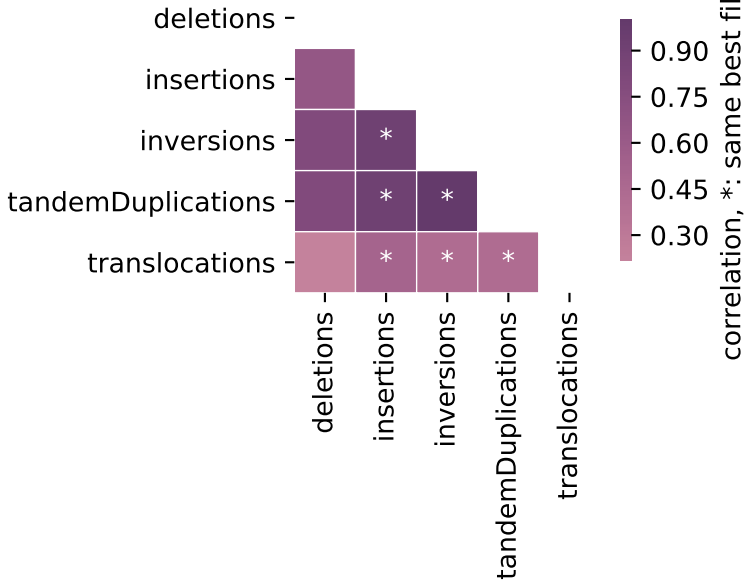 deletions
insertions
inversions
tandemDuplications
translocations
*
* *
* * *
deletions
insertions
inversions
tandemDuplications
translocations
0.90
0.75
0.60
0.45
0.30
correlation, *: same best